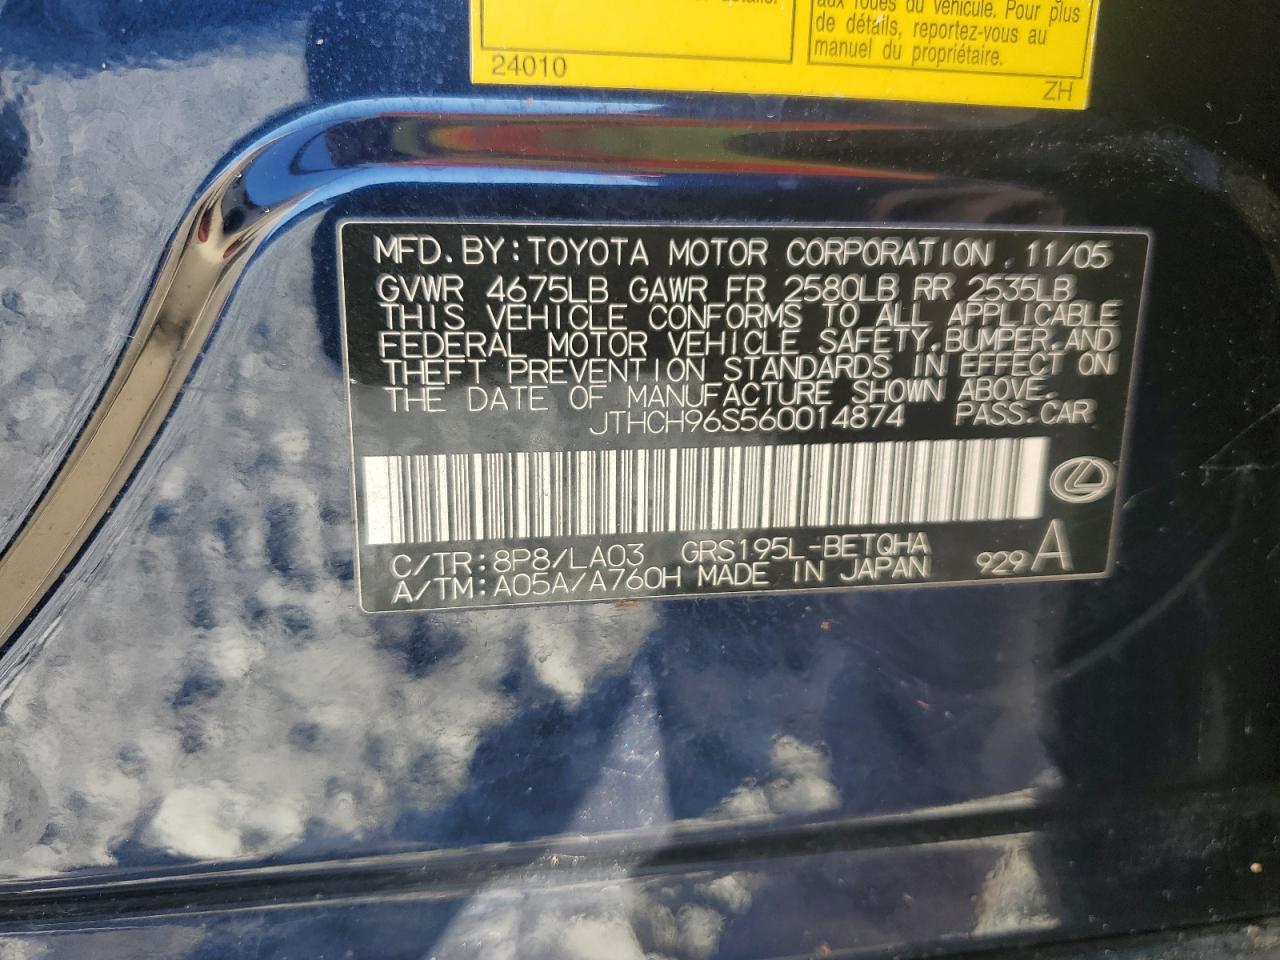 aux roues du véhicule. Pour plus
de détails, reportez-vous au
manuel du propriétaire.
24010
ZH
MFD. BY: TOYOTA MOTOR CORPORATION 11/05
GVWR 4675LB GAWR FR 2580LB RR 2535LB
THIS VEHICLE CONFORMS TO ALL APPLICABLE
FEDERAL MOTOR VEHICLE SAFETY, BUMPER, AND
THEFT PREVENTION STANDARDS IN EFFECT ON
THE DATE OF MANUFACTURE SHOWN ABOVE.
JTHCH96S560014874 PASS. CAR
C/TR: 8P8/LA03 GRS195L-BETQHA
A/TM: A05A/A760H MADE IN JAPAN
929 A